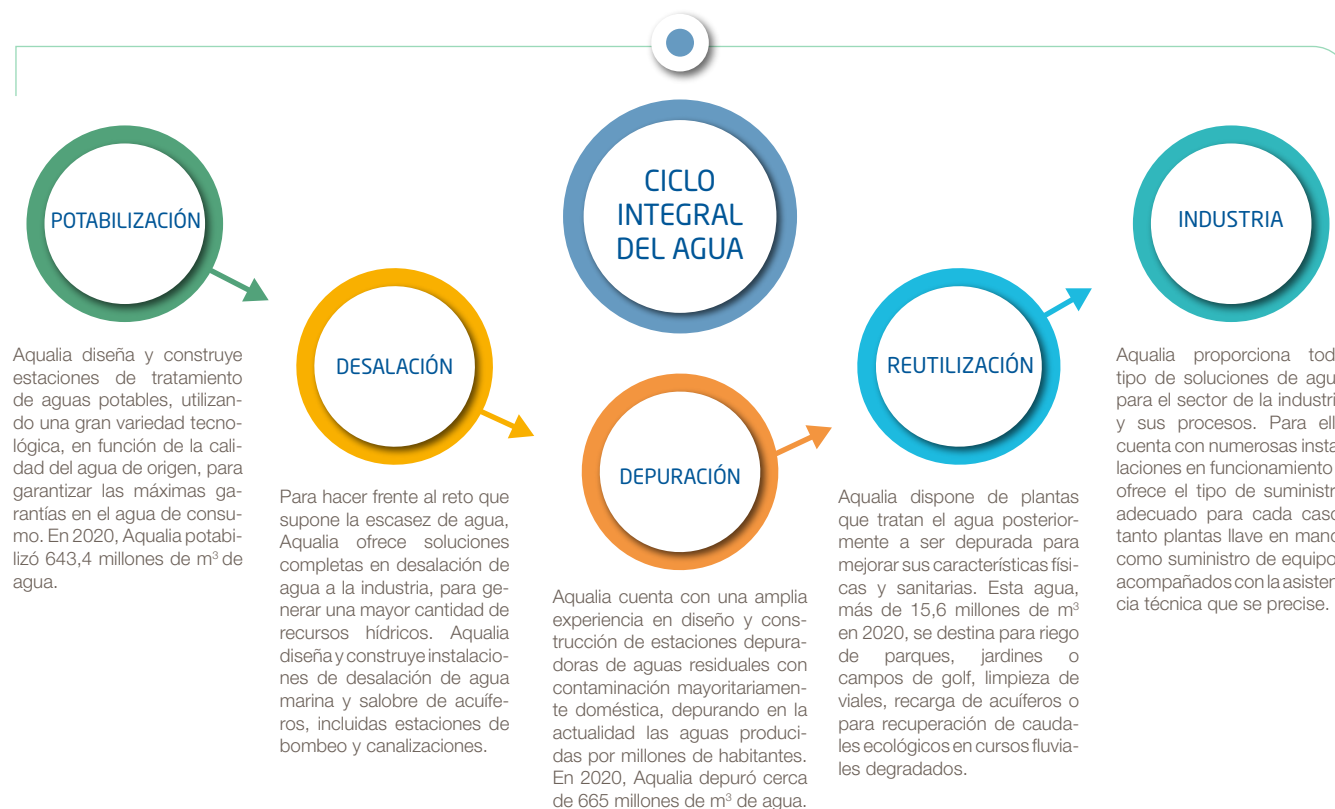 CICLO
INTEGRAL
DEL AGUA
POTABILIZACIÓN
Aqualia diseña y construye
estaciones de tratamiento
de aguas potables, utilizan-
do una gran variedad tecno-
lógica, en función de la cali-
dad del agua de origen, para
garantizar las máximas ga-
rantías en el agua de consu-
mo. En 2020, Aqualia potabi-
lizó 643,4 millones de m³ de
agua.
DESALACIÓN
Para hacer frente al reto que
supone la escasez de agua,
Aqualia ofrece soluciones
completas en desalación de
agua a la industria, para ge-
nerar una mayor cantidad de
recursos hídricos. Aqualia
diseña y construye instalacio-
nes de desalación de agua
marina y salobre de acuífe-
ros, incluidas estaciones de
bombeo y canalizaciones.
DEPURACIÓN
Aqualia cuenta con una amplia
experiencia en diseño y cons-
trucción de estaciones depura-
doras de aguas residuales con
contaminación mayoritariamen-
te doméstica, depurando en la
actualidad las aguas produci-
das por millones de habitantes.
En 2020, Aqualia depuró cerca
de 665 millones de m³ de agua.
REUTILIZACIÓN
Aqualia dispone de plantas
que tratan el agua posterior-
mente a ser depurada para
mejorar sus características físi-
cas y sanitarias. Esta agua,
más de 15,6 millones de m³
en 2020, se destina para riego
de parques, jardines o
campos de golf, limpieza de
viales, recarga de acuíferos o
para recuperación de cauda-
les ecológicos en cursos fluvia-
les degradados.
INDUSTRIA
Aqualia proporciona tod
tipo de soluciones de agu
para el sector de la industri
y sus procesos. Para ell
cuenta con numerosas insta
laciones en funcionamiento
ofrece el tipo de suministr
adecuado para cada caso
tanto plantas llave en mano
como suministro de equipo
acompañados con la asisten
cia técnica que se precise.